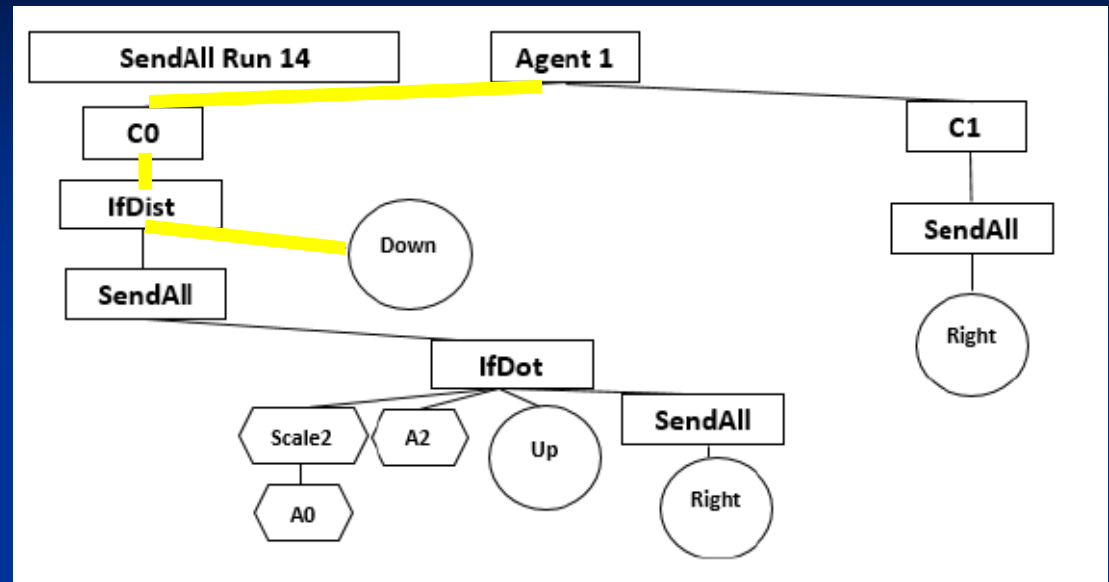 SendAll Run 14
Agent 1
C0
C1
IfDist
Down
SendAll
SendAll
Right
IfDot
Scale2
A2
Up
SendAll
A0
Right